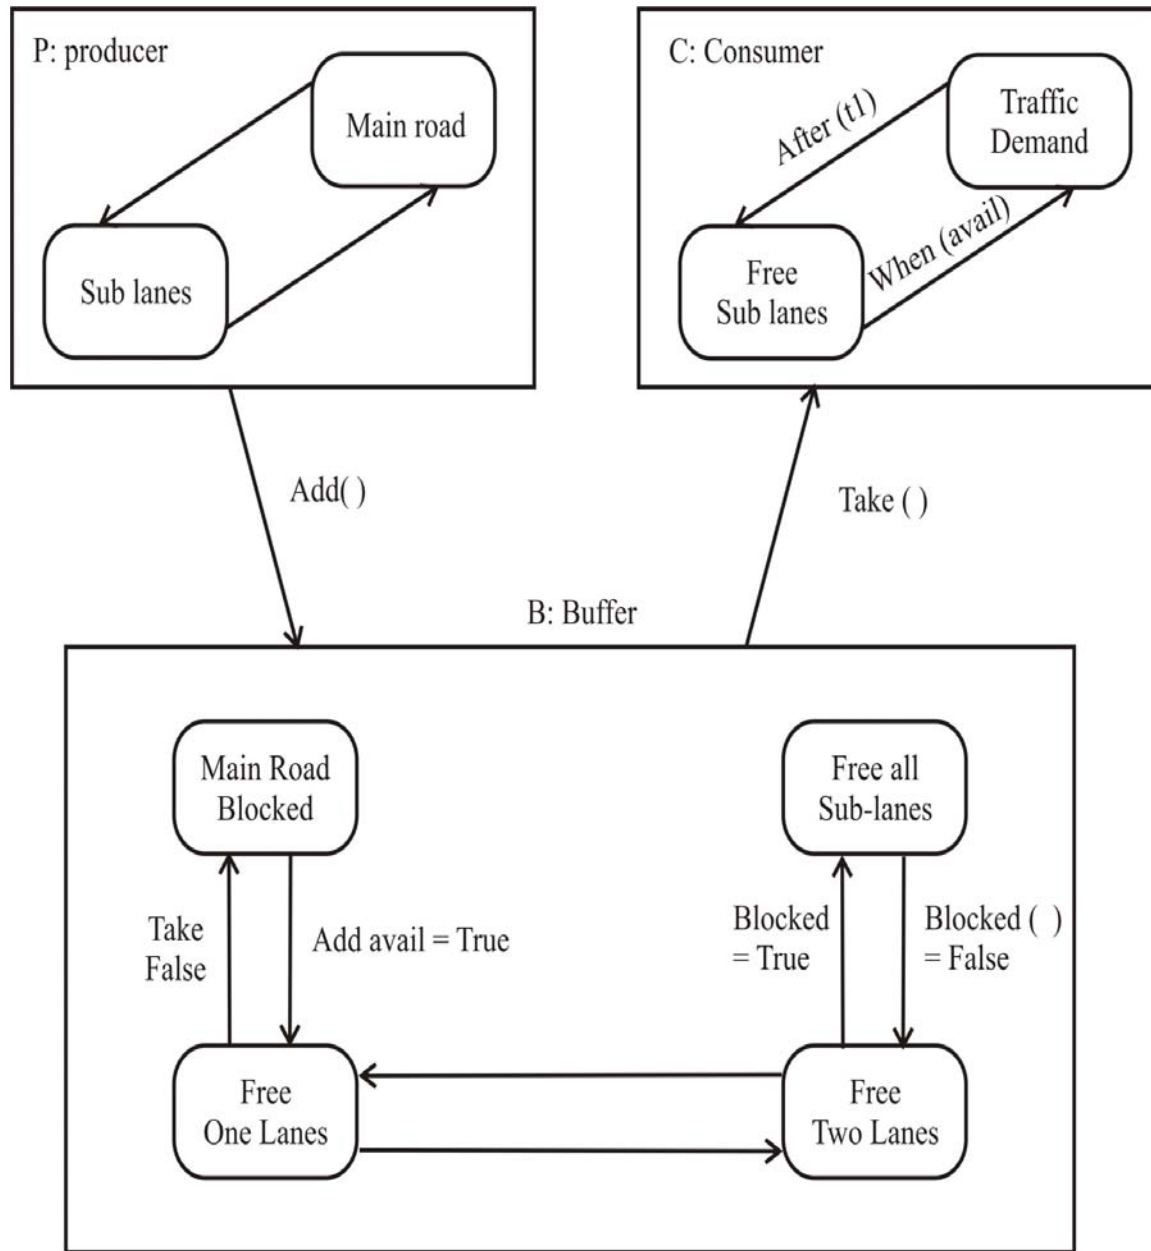 P: producer
Main road
Sub lanes
C: Consumer
Traffic
Demand
After (t1)
When (avail)
Free
Sub lanes
Add( )
Take ( )
B: Buffer
Main Road
Blocked
Free all
Sub-lanes
Take
False
Add avail = True
Blocked
= True
Blocked ( )
= False
Free
One Lanes
Free
Two Lanes